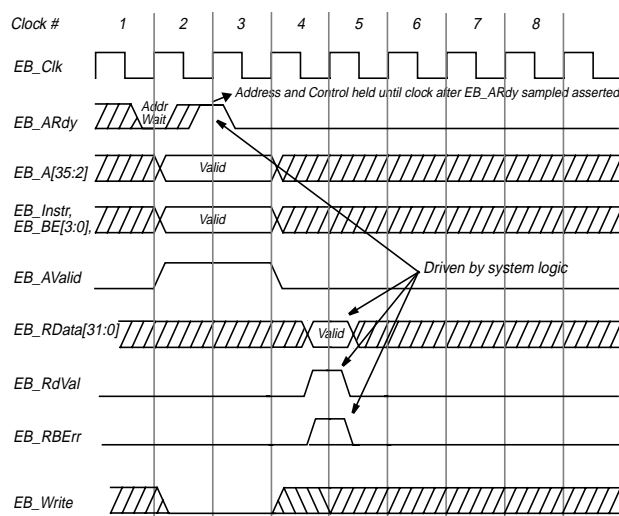 Clock # 1 2 3 4 5 6 7 8
EB_Clk
Address and Control held until clock after EB_ARdy sampled asserted
Addr
Wait
EB_ARdy
EB_A[35:2] Valid
EB_Instr,
EB_BE[3:0], Valid
EB_AValid
Driven by system logic
EB_RData[31:0] Valid
EB_RdVal
EB_RBErr
EB_Write